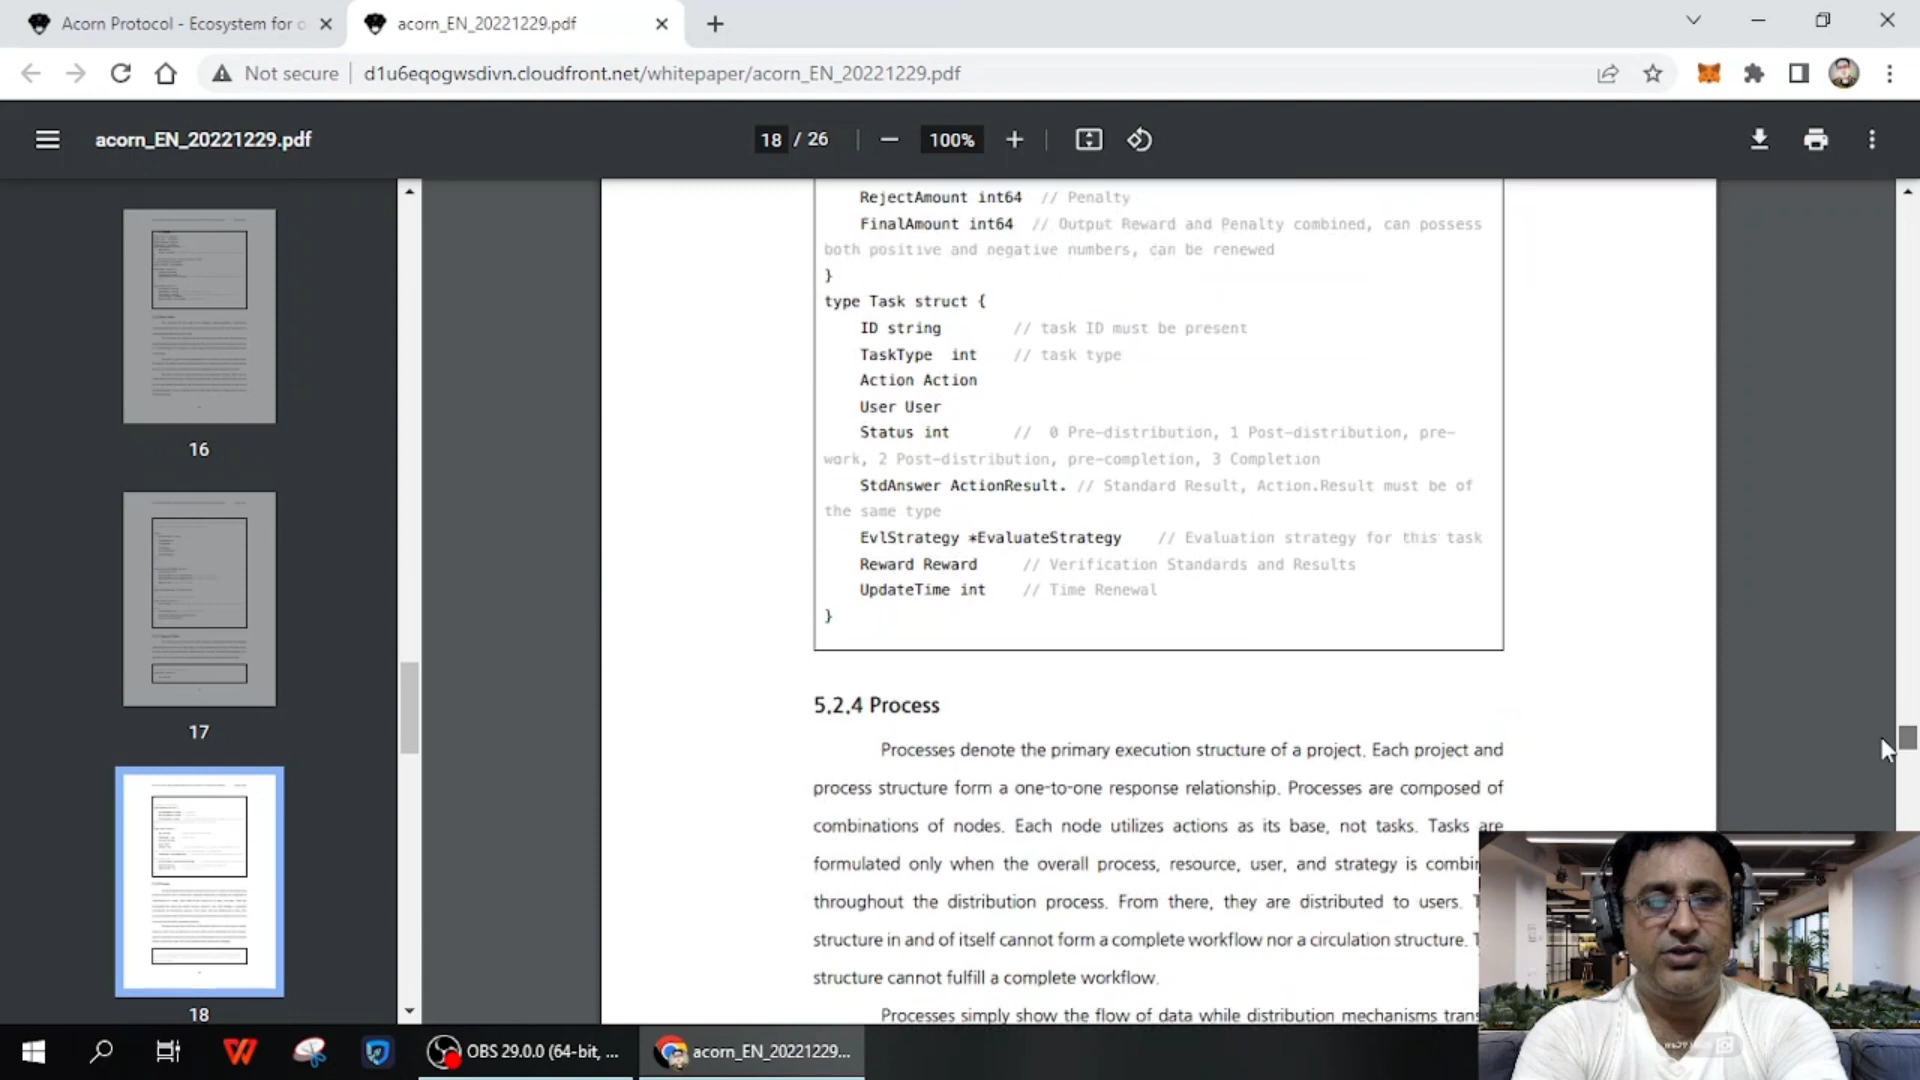 Acorn Protocol - Ecosystem for o
acorn_EN_20221229.pdf
Not secure
d1u6eqogwsdivn.cloudfront.net/whitepaper/acorn_EN_20221229.pdf
acorn_EN_20221229.pdf
18 / 26
100%
16
17
18
RejectAmount int64 // Penalty
FinalAmount int64 // Output Reward and Penalty combined, can possess
both positive and negative numbers, can be renewed
}
type Task struct {
ID string // task ID must be present
TaskType int // task type
Action Action
User User
Status int // 0 Pre-distribution, 1 Post-distribution, pre-
work, 2 Post-distribution, pre-completion, 3 Completion
StdAnswer ActionResult. // Standard Result, Action.Result must be of
the same type
EvlStrategy *EvaluateStrategy // Evaluation strategy for this task
Reward Reward // Verification Standards and Results
UpdateTime int // Time Renewal
}
5.2.4 Process
Processes denote the primary execution structure of a project. Each project and
process structure form a one-to-one response relationship. Processes are composed of
combinations of nodes. Each node utilizes actions as its base, not tasks. Tasks are
formulated only when the overall process, resource, user, and strategy is combin
throughout the distribution process. From there, they are distributed to users. T
structure in and of itself cannot form a complete workflow nor a circulation structure. T
structure cannot fulfill a complete workflow.
Processes simply show the flow of data while distribution mechanisms trans
OBS 29.0.0 (64-bit, ...
acorn_EN_20221229...